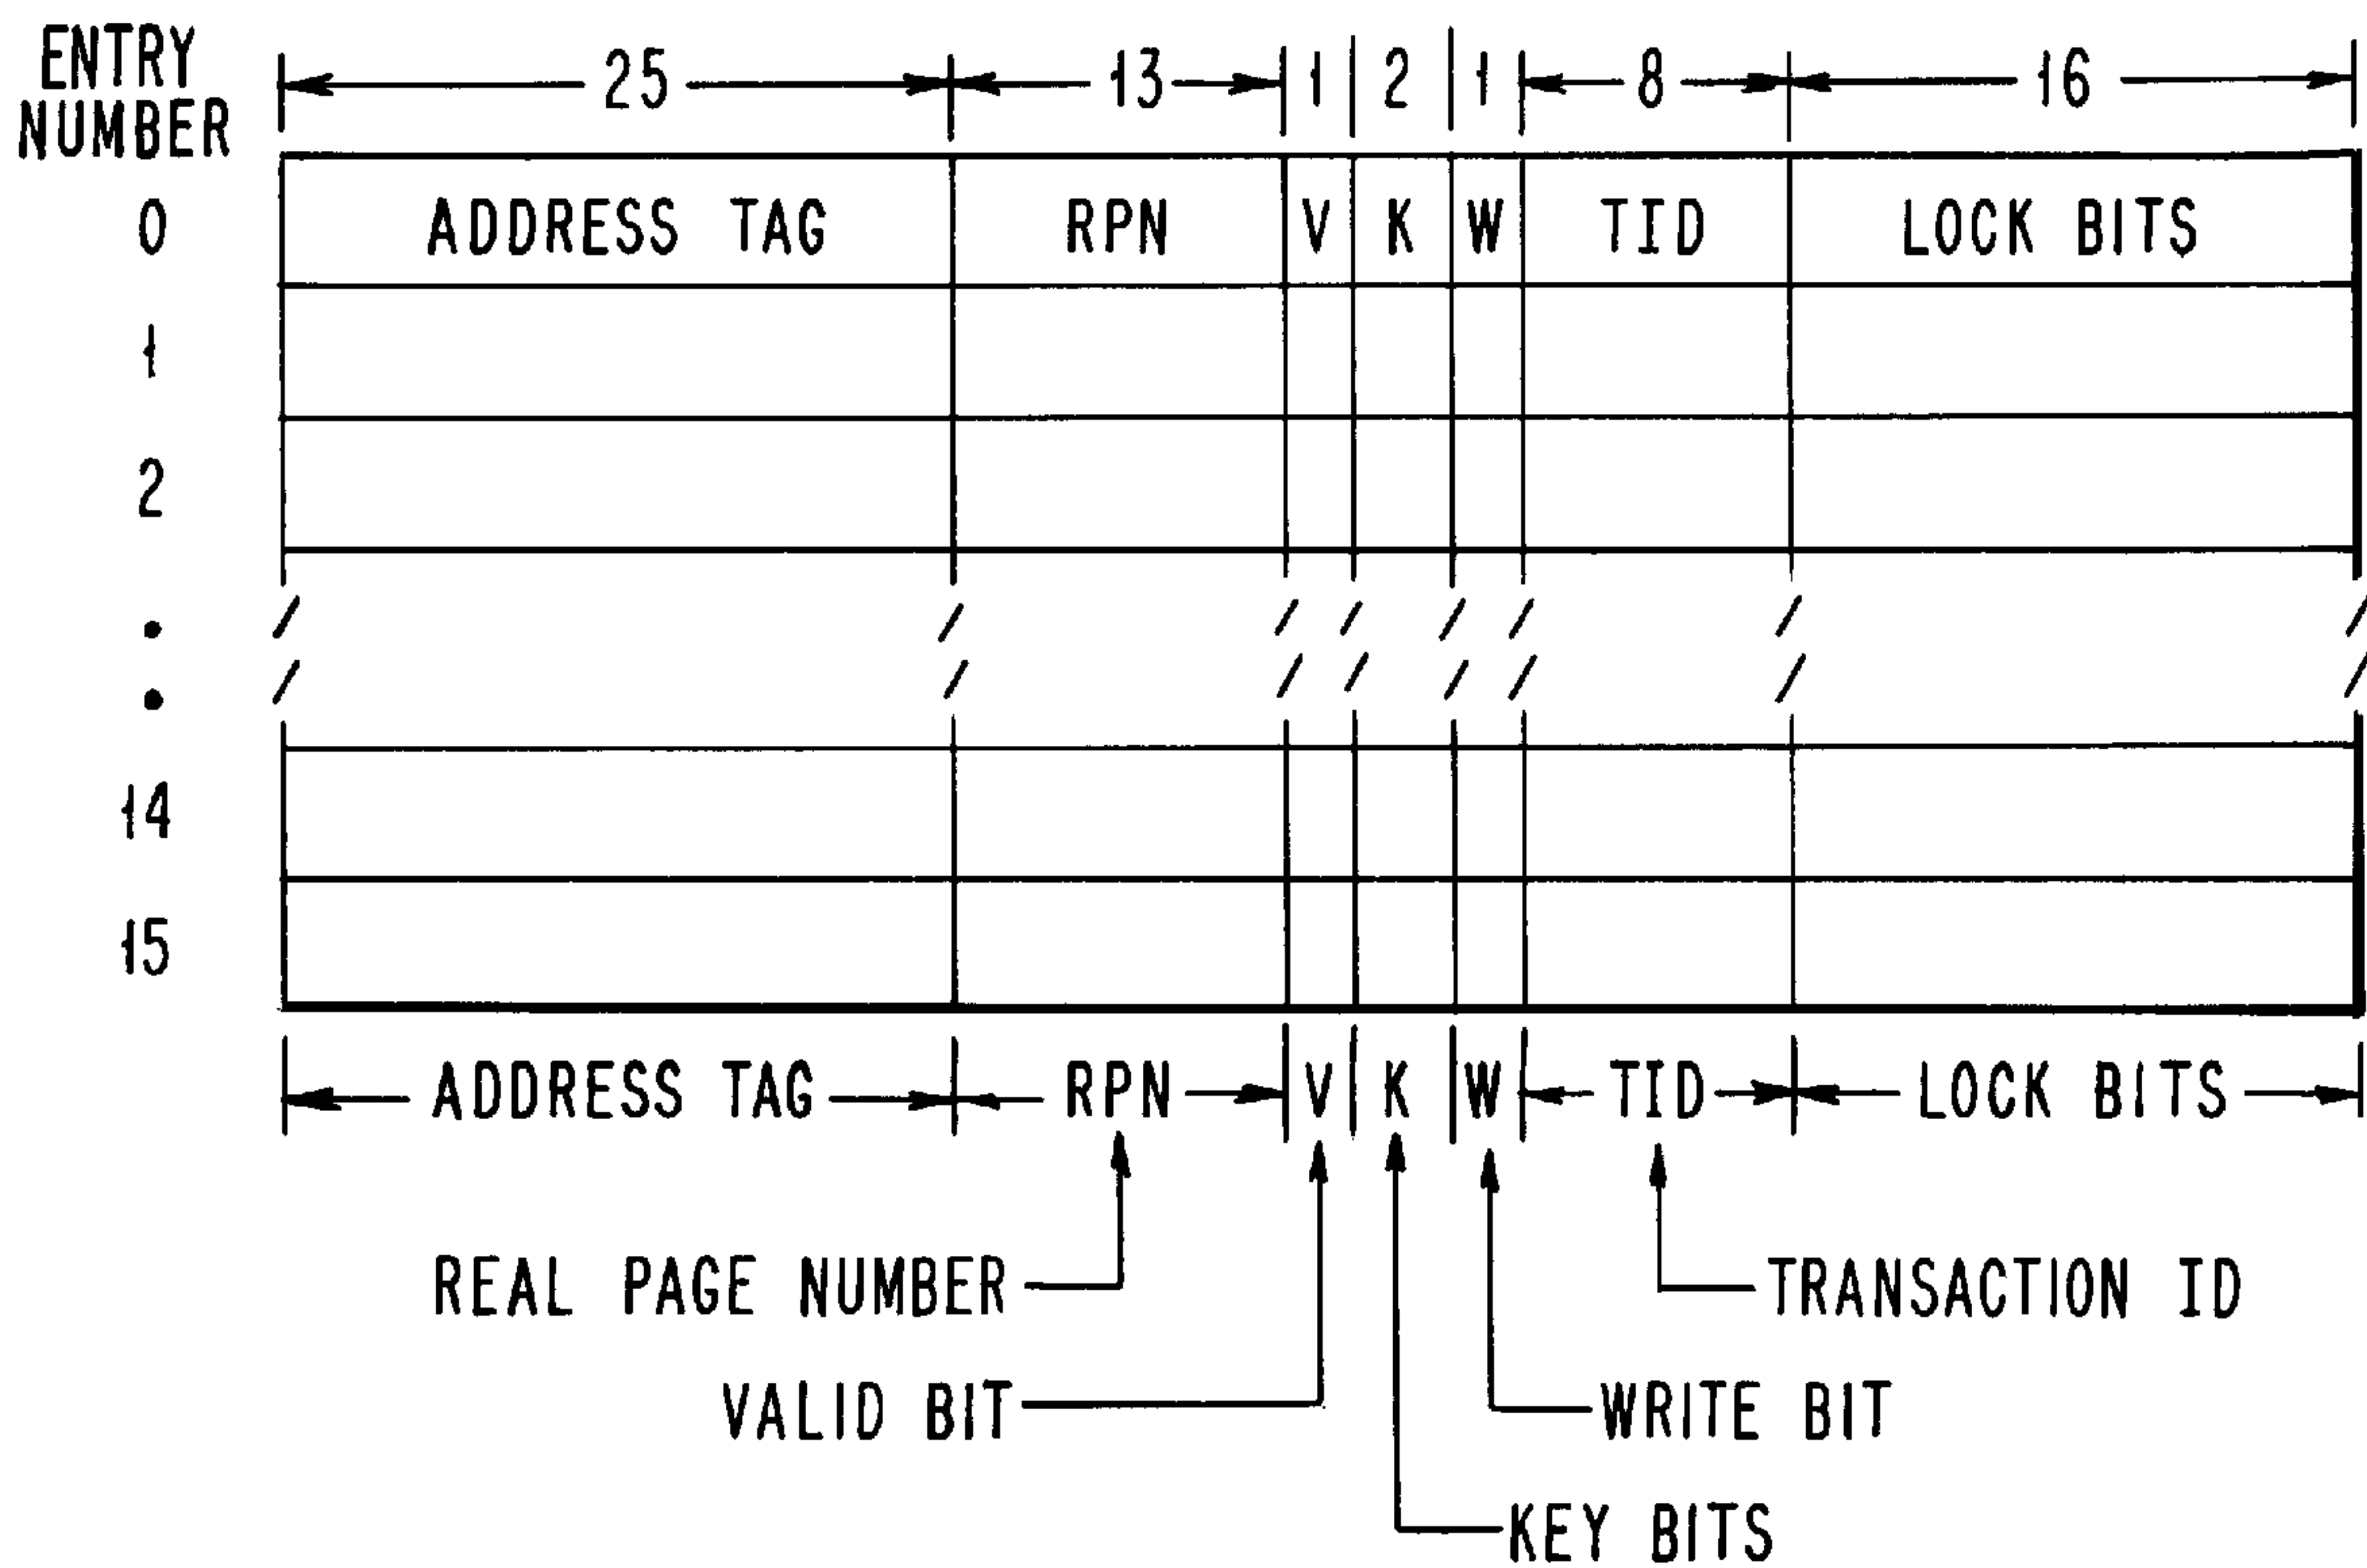 ENTRY
NUMBER
25 13 1 2 1 8 16
0 ADDRESS TAG RPN V K W TID LOCK BITS
1
2
14
15
ADDRESS TAG RPN V K W TID LOCK BITS
REAL PAGE NUMBER TRANSACTION ID
VALID BIT WRITE BIT
KEY BITS